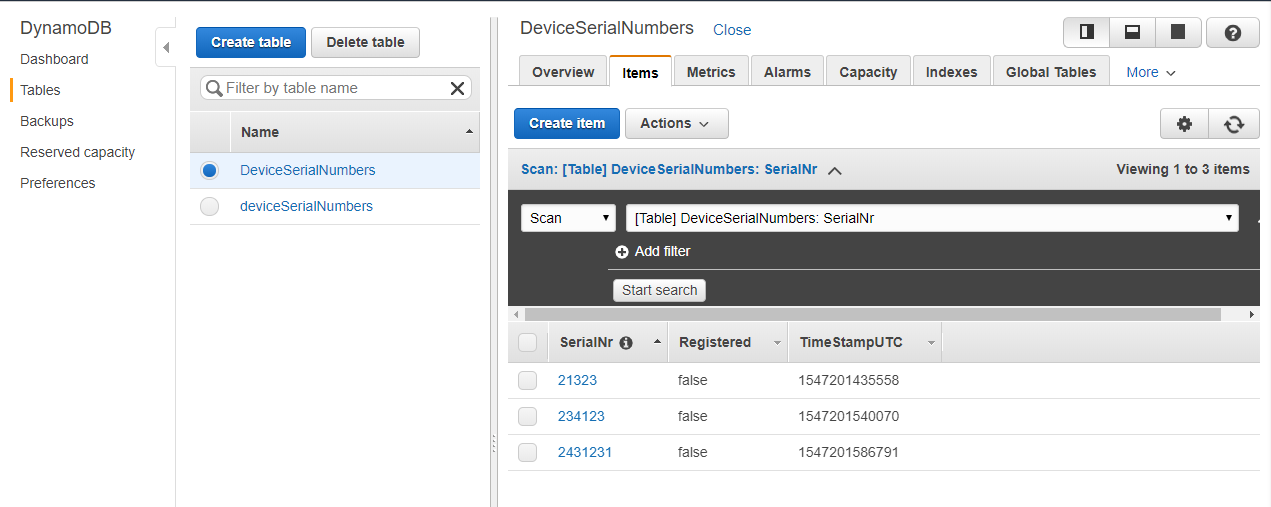 DynamoDB
Dashboard
Tables
Backups
Reserved capacity
Preferences
Create table
Delete table
Filter by table name
Name
DeviceSerialNumbers
deviceSerialNumbers
DeviceSerialNumbers Close
Overview Items Metrics Alarms Capacity Indexes Global Tables More
Create item Actions
Scan: [Table] DeviceSerialNumbers: SerialNr Viewing 1 to 3 items
Scan [Table] DeviceSerialNumbers: SerialNr
Add filter
Start search
SerialNr Registered TimeStampUTC
21323 false 1547201435558
234123 false 1547201540070
2431231 false 1547201586791